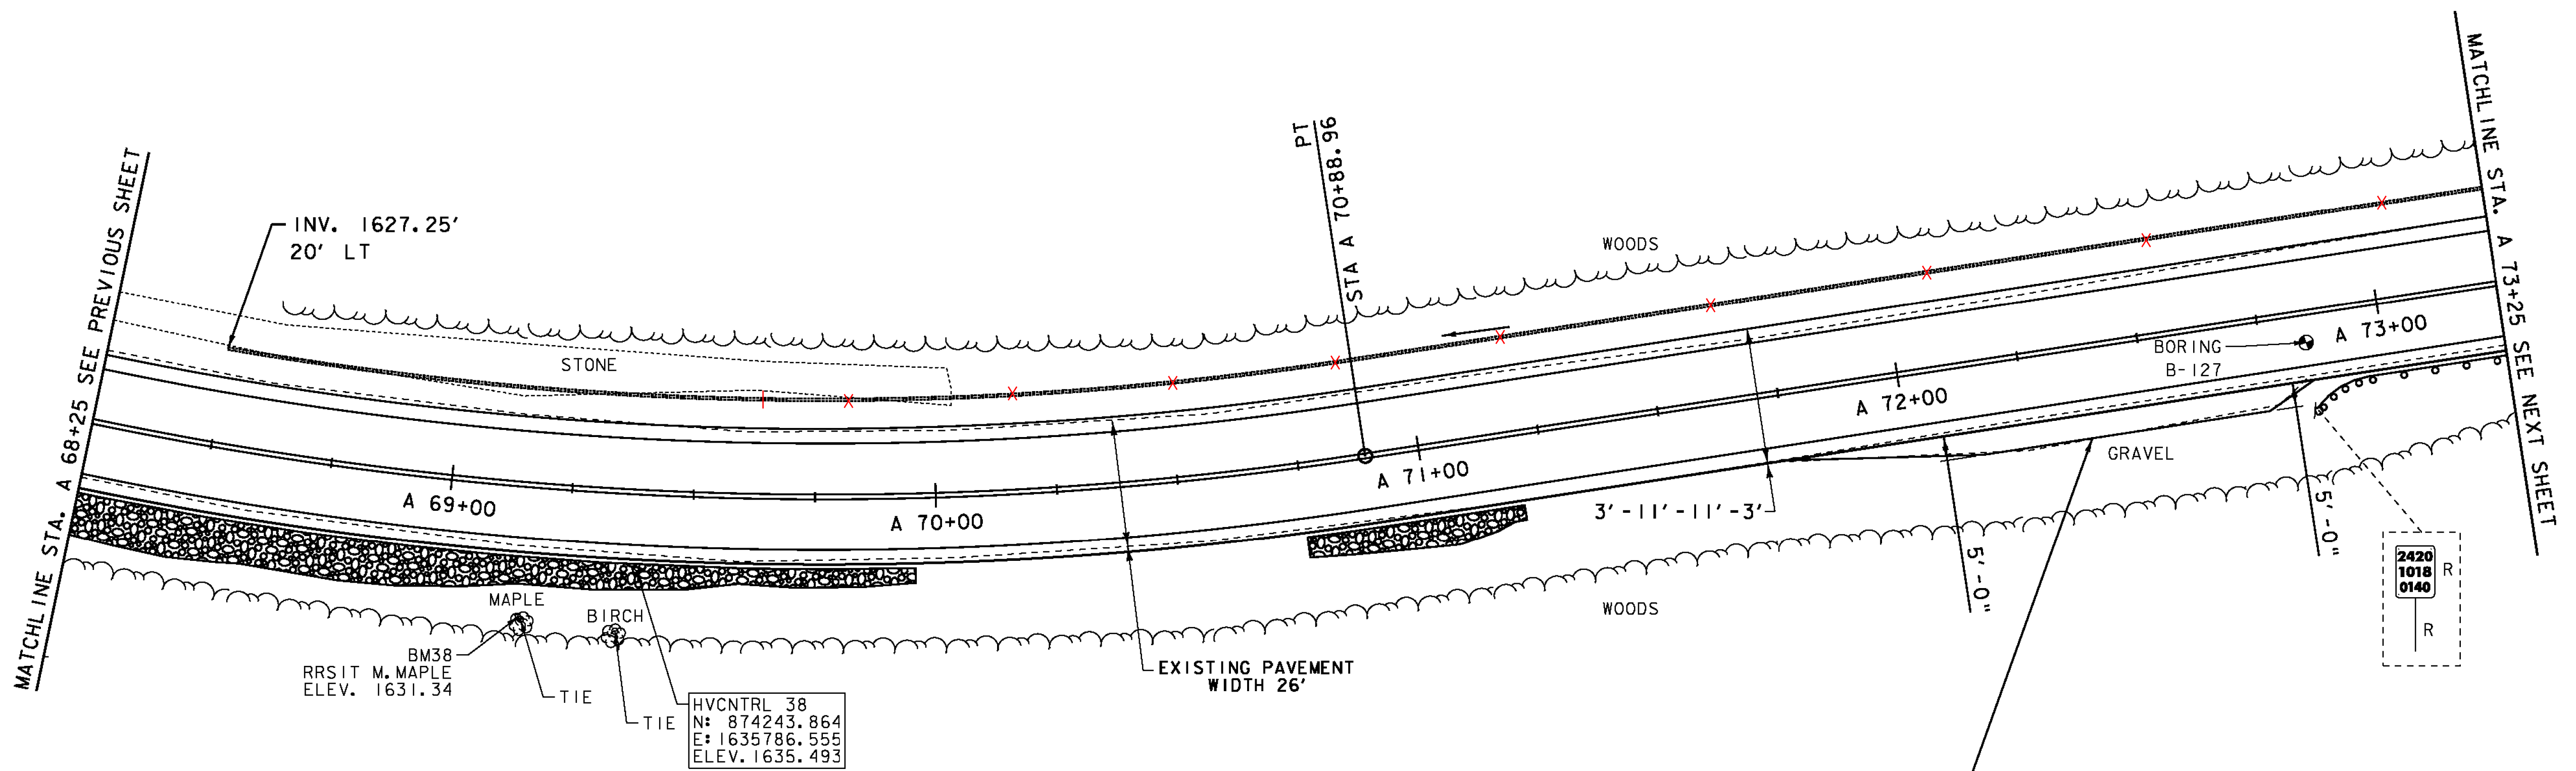 MATCHLINE STA. A 68+25 SEE PREVIOUS SHEET
INV. 1627.25'
20' LT
STONE
A 69+00
A 70+00
MAPLE
BIRCH
BM38
RRSIT M.MAPLE
ELEV. 1631.34
TIE
TIE
HVCNTRL 38
N: 874243.864
E: 1635786.555
ELEV.1635.493
PT
STA A 70+88.96
A 71+00
EXISTING PAVEMENT
WIDTH 26'
WOODS
3'-11'-11'-3'
WOODS
A 72+00
5'-0"
GRAVEL
BORING
B-127
A 73+00
5'-0"
2420
1018
0140
R
R
MATCHLINE STA. A 73+25 SEE NEXT SHEET